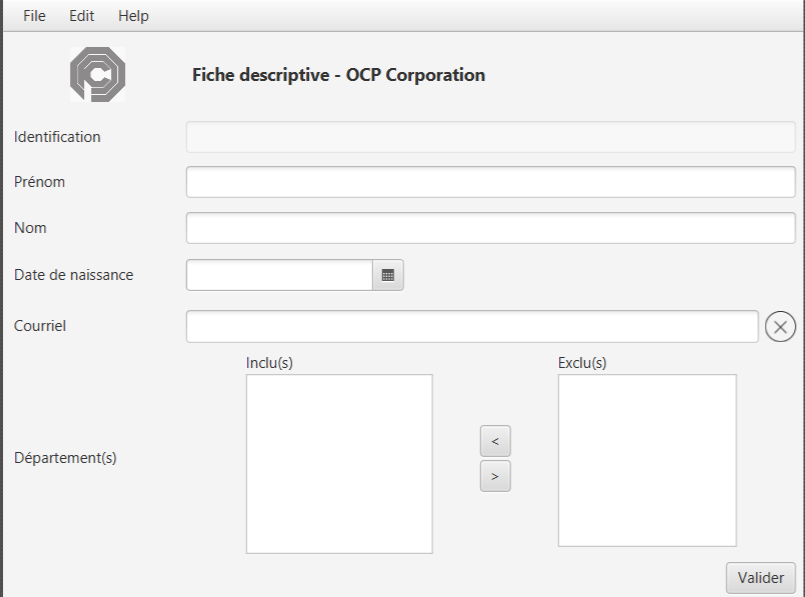 File Edit Help
Fiche descriptive - OCP Corporation
Identification
Prénom
Nom
Date de naissance
Courriel
Inclu(s) Exclu(s)
<
Département(s)
>
Valider